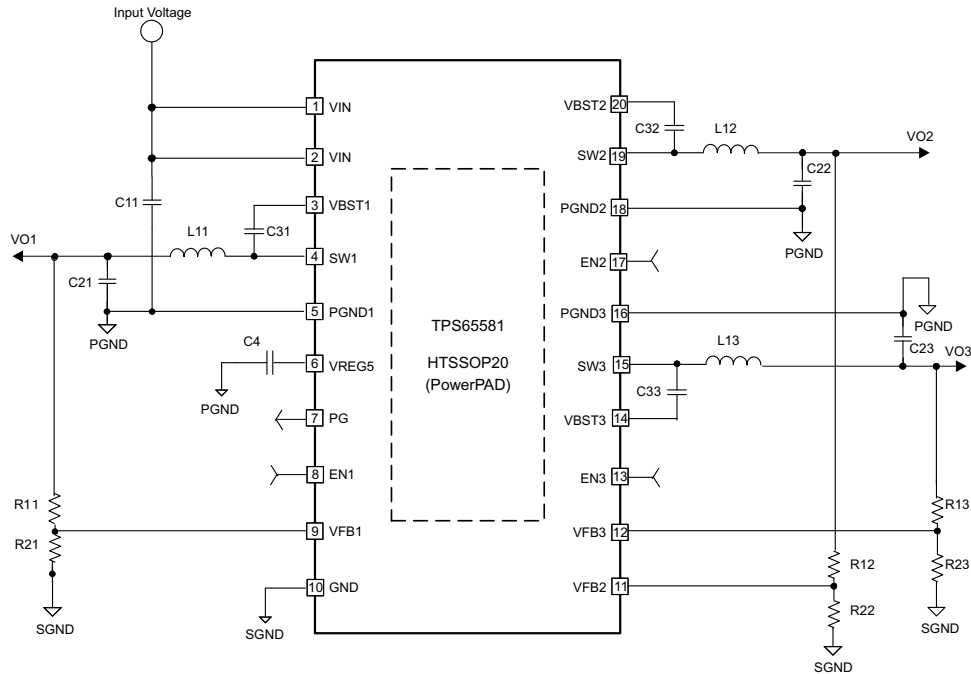 Input Voltage
1 VIN
2 VIN
3 VBST1
4 SW1
5 PGND1
6 VREG5
7 PG
8 EN1
9 VFB1
10 GND
VBST2 20
SW2 19
PGND2 18
EN2 17
PGND3 16
SW3 15
VBST3 14
EN3 13
VFB3 12
VFB2 11
TPS65581
HTSSOP20
(PowerPAD)
C11
VO1
L11
C31
C21
PGND
C4
PGND
R11
R21
SGND
SGND
C32
L12
VO2
C22
PGND
PGND
L13
C23
VO3
C33
R13
R12
R23
R22
SGND
SGND